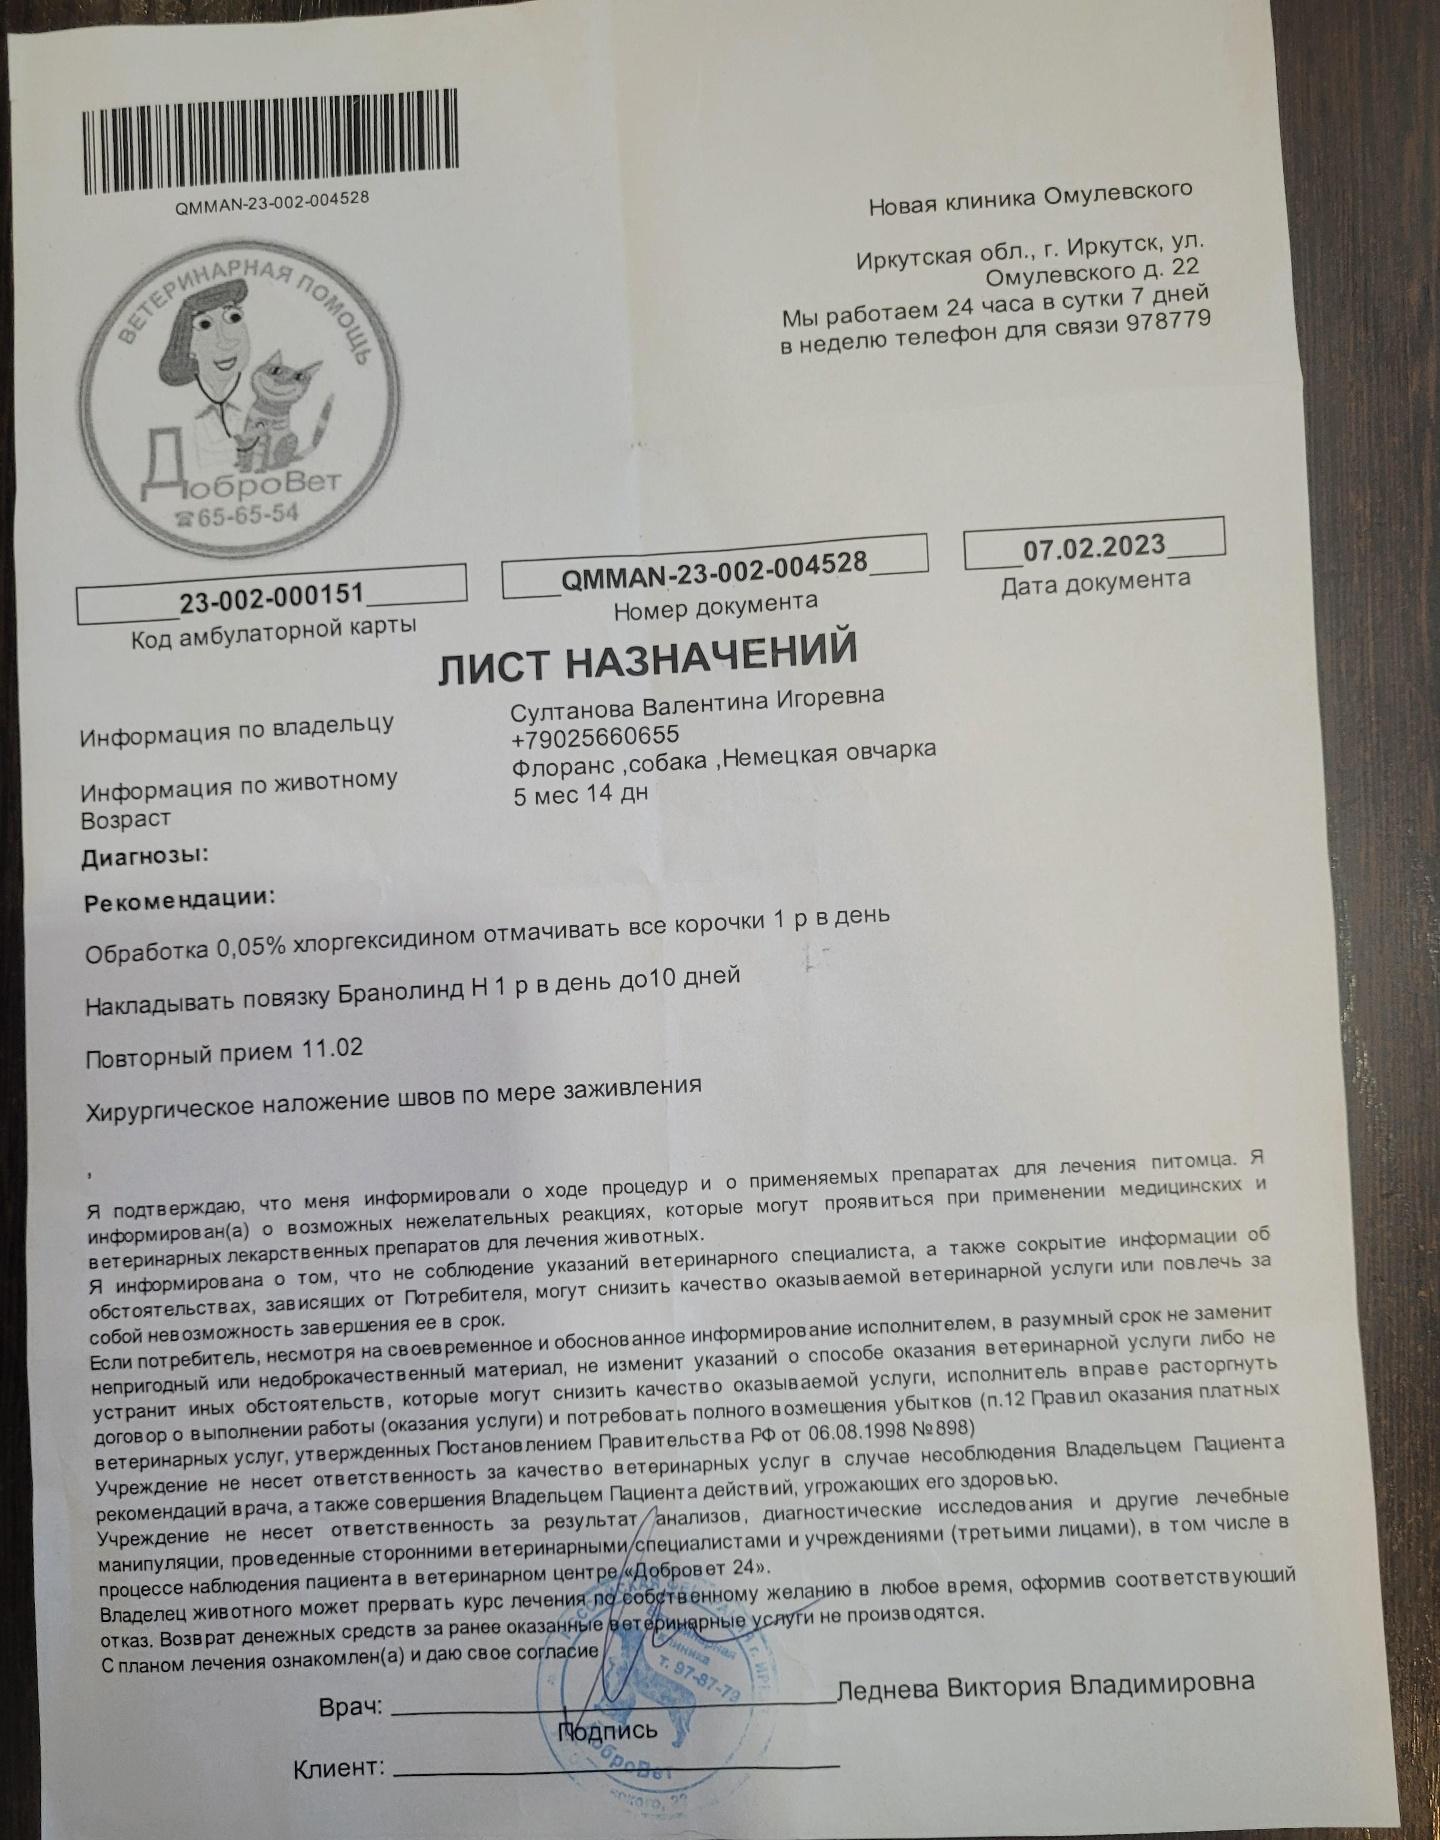 QMMAN-23-002-004528
Новая клиника Омулевского
Иркутская обл., г. Иркутск, ул.
Омулевского д. 22
Мы работаем 24 часа в сутки 7 дней
в неделю телефон для связи 978779
ВЕТЕРИНАРНАЯ ПОМОЩЬ
ДоброВет
☎65-65-54
23-002-000151
Код амбулаторной карты
QMMAN-23-002-004528
Номер документа
07.02.2023
Дата документа
ЛИСТ НАЗНАЧЕНИЙ
Информация по владельцу
Султанова Валентина Игоревна
+79025660655
Информация по животному
Флоранс ,собака ,Немецкая овчарка
Возраст
5 мес 14 дн
Диагнозы:
Рекомендации:
Обработка 0,05% хлоргексидином отмачивать все корочки 1 р в день
Накладывать повязку Бранолинд Н 1 р в день до10 дней
Повторный прием 11.02
Хирургическое наложение швов по мере заживления
,
Я подтверждаю, что меня информировали о ходе процедур и о применяемых препаратах для лечения питомца. Я
информирован(а) о возможных нежелательных реакциях, которые могут проявиться при применении медицинских и
ветеринарных лекарственных препаратов для лечения животных.
Я информирована о том, что не соблюдение указаний ветеринарного специалиста, а также сокрытие информации об
обстоятельствах, зависящих от Потребителя, могут снизить качество оказываемой ветеринарной услуги или повлечь за
собой невозможность завершения ее в срок.
Если потребитель, несмотря на своевременное и обоснованное информирование исполнителем, в разумный срок не заменит
непригодный или недоброкачественный материал, не изменит указаний о способе оказания ветеринарной услуги либо не
устранит иных обстоятельств, которые могут снизить качество оказываемой услуги, исполнитель вправе расторгнуть
договор о выполнении работы (оказания услуги) и потребовать полного возмещения убытков (п.12 Правил оказания платных
ветеринарных услуг, утвержденных Постановлением Правительства РФ от 06.08.1998 №898)
Учреждение не несет ответственность за качество ветеринарных услуг в случае несоблюдения Владельцем Пациента
рекомендаций врача, а также совершения Владельцем Пациента действий, угрожающих его здоровью.
Учреждение не несет ответственность за результат анализов, диагностические исследования и другие лечебные
манипуляции, проведенные сторонними ветеринарными специалистами и учреждениями (третьими лицами), в том числе в
процессе наблюдения пациента в ветеринарном центре «Добровет 24».
Владелец животного может прервать курс лечения по собственному желанию в любое время, оформив соответствующий
отказ. Возврат денежных средств за ранее оказанные ветеринарные услуги не производятся.
С планом лечения ознакомлен(а) и даю свое согласие
клиника
т. 97-87-79
ДоброВет
Врач:
Леднева Виктория Владимировна
Подпись
Клиент: